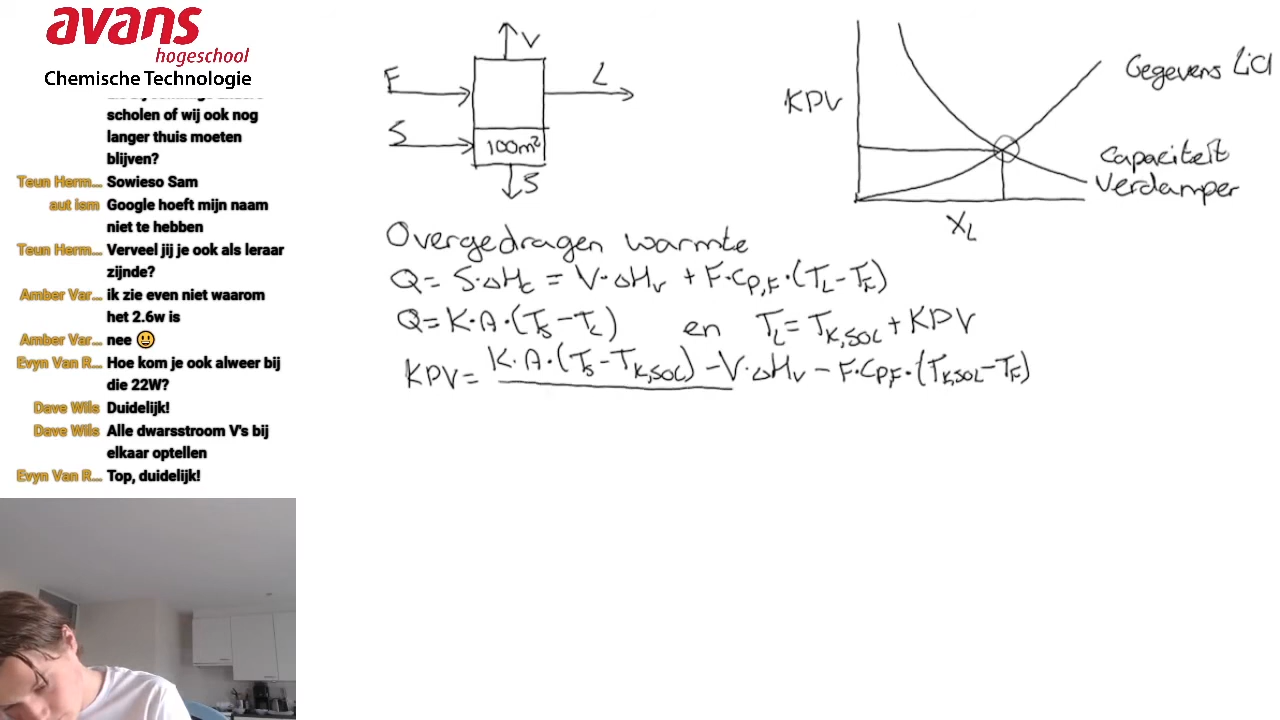 avans
hogeschool
Chemische Technologie
scholen of wij ook nog
langer thuis moeten
blijven?
Teun Herm... Sowieso Sam
aut ism Google hoeft mijn naam
niet te hebben
Teun Herm... Verveel jij je ook als leraar
zijnde?
Amber Var... ik zie even niet waarom
het 2.6w is
Amber Var... nee 😃
Evyn Van R... Hoe kom je ook alweer bij
die 22W?
Dave Wils Duidelijk!
Dave Wils Alle dwarsstroom V's bij
elkaar optellen
Evyn Van R... Top, duidelijk!
V
F
L
S
100m²
S
KPV
Gegevens LiCl
Capaciteit
Verdamper
X_L
Overgedragen warmte
Q = S·ΔH_c = V·ΔH_v + F·C_P,F·(T_L − T_F)
Q = K·A·(T_S − T_L) en T_L = T_K,SOL + KPV
KPV = K·A·(T_S − T_K,SOL) − V·ΔH_v − F·C_P,F·(T_K,SOL − T_F)